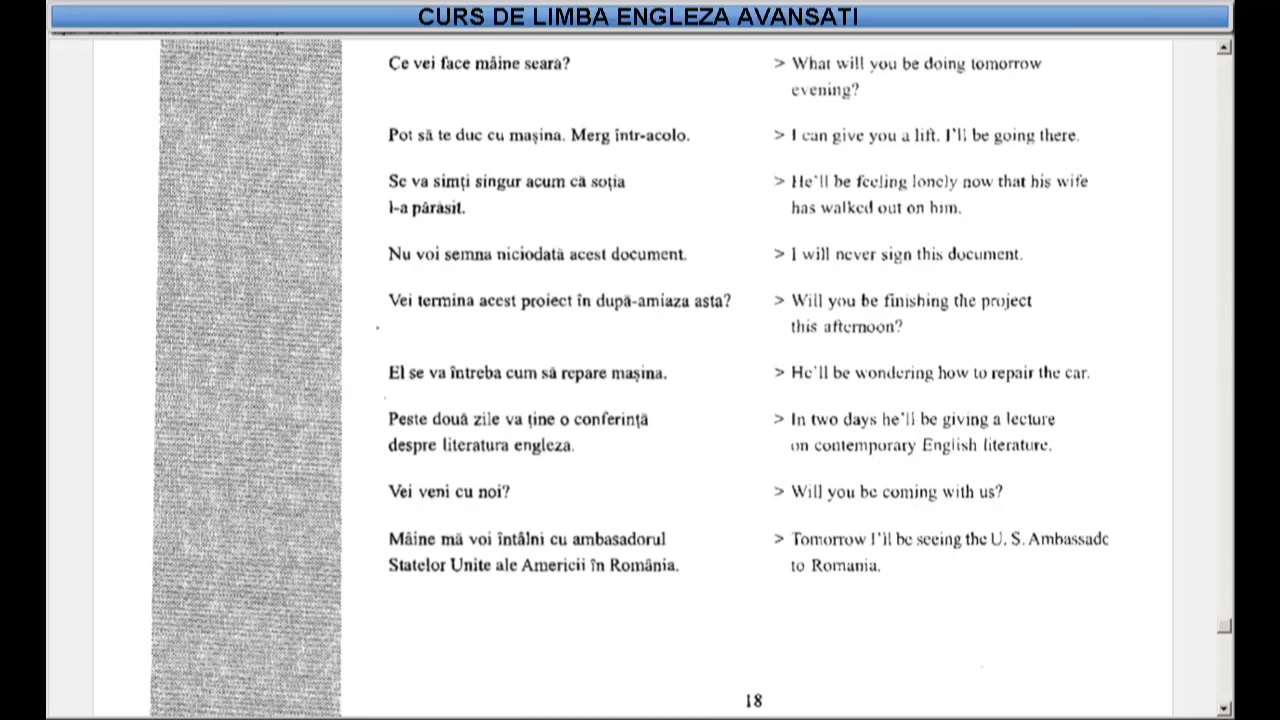 CURS DE LIMBA ENGLEZA AVANSATI
Ce vei face mâine seară? > What will you be doing tomorrow
evening?
Pot să te duc cu mașina. Merg într-acolo. > I can give you a lift. I'll be going there.
Se va simți singur acum că soția > He'll be feeling lonely now that his wife
l-a părăsit. has walked out on him.
Nu voi semna niciodată acest document. > I will never sign this document.
Vei termina acest proiect în după-amiaza asta? > Will you be finishing the project
this afternoon?
El se va întreba cum să repare mașina. > He'll be wondering how to repair the car.
Peste două zile va ține o conferință > In two days he'll be giving a lecture
despre literatura engleza. on contemporary English literature.
Vei veni cu noi? > Will you be coming with us?
Mâine mă voi întâlni cu ambasadorul > Tomorrow I'll be seeing the U. S. Ambassado
Statelor Unite ale Americii în România. to Romania.
18